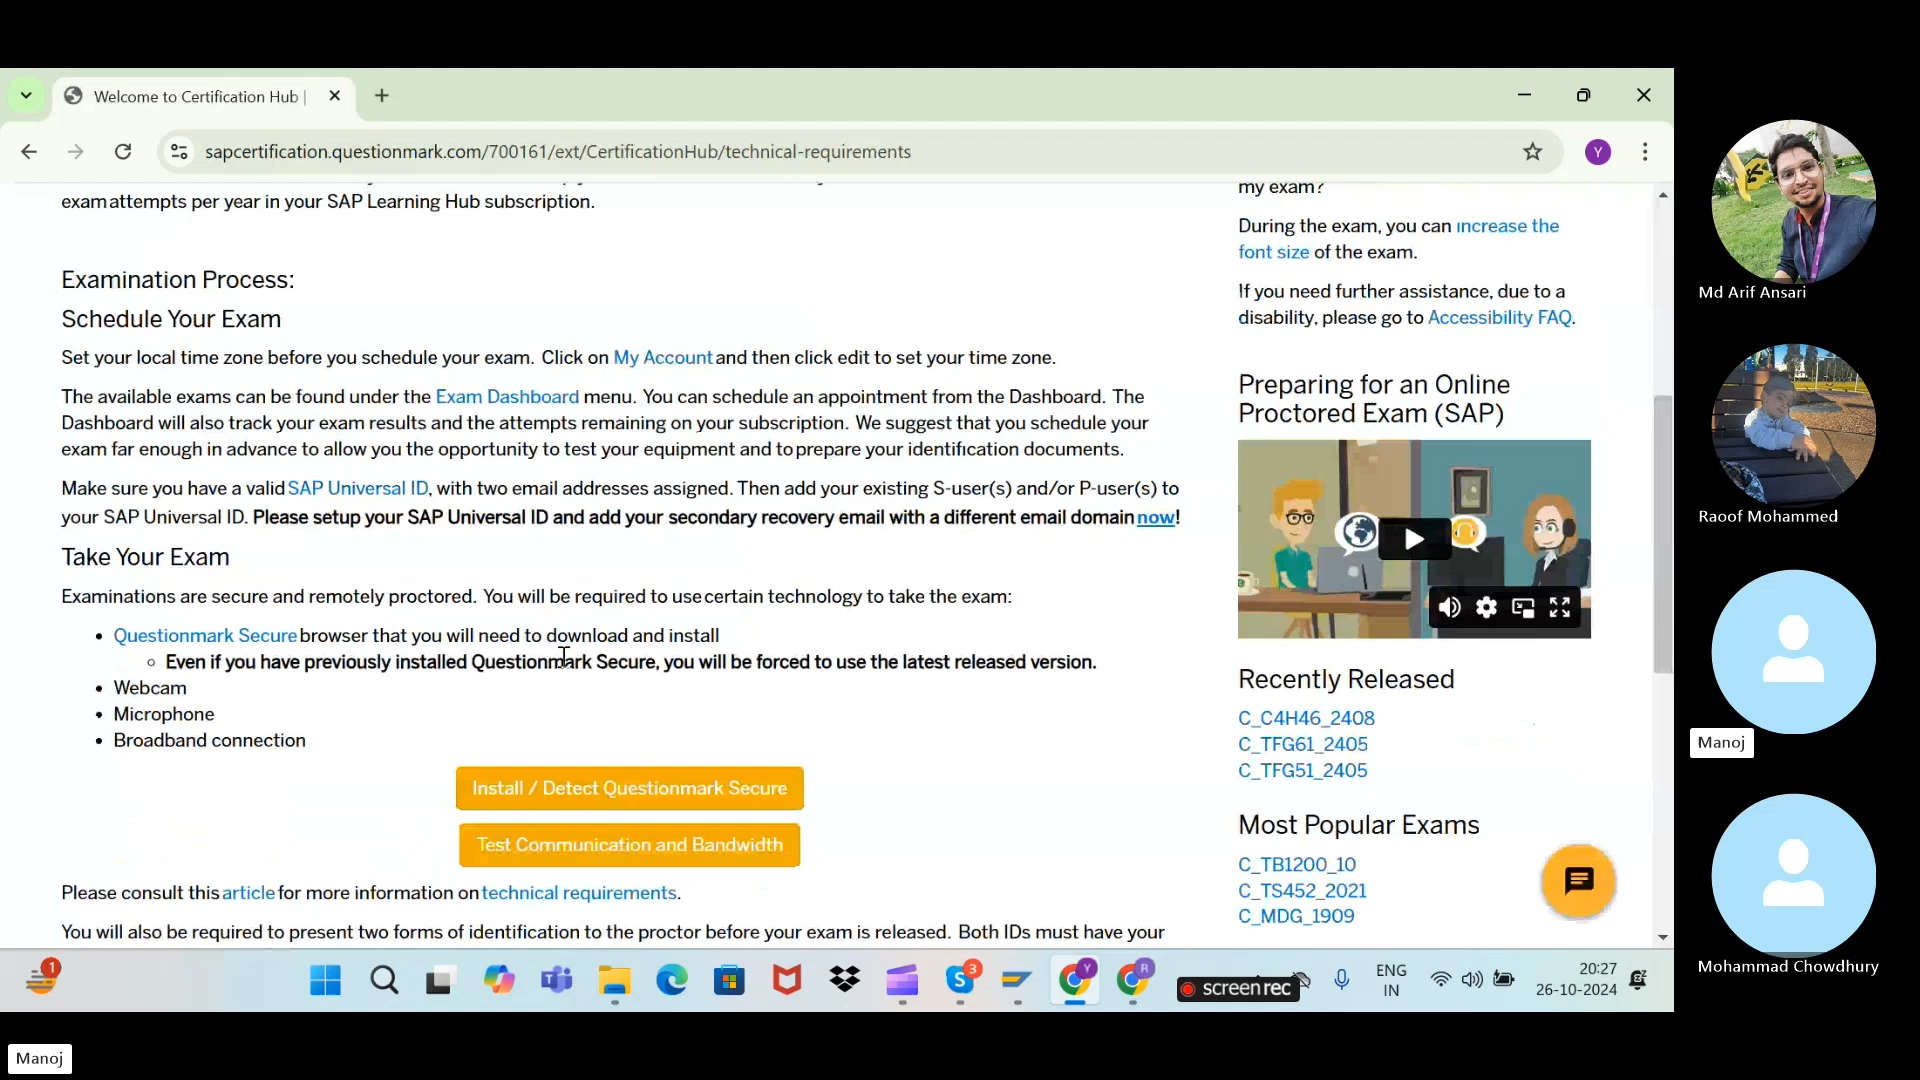 Welcome to Certification Hub |
sapcertification.questionmark.com/700161/ext/CertificationHub/technical-requirements
Y
exam attempts per year in your SAP Learning Hub subscription.
Examination Process:
Schedule Your Exam
Set your local time zone before you schedule your exam. Click on My Account and then click edit to set your time zone.
The available exams can be found under the Exam Dashboard menu. You can schedule an appointment from the Dashboard. The
Dashboard will also track your exam results and the attempts remaining on your subscription. We suggest that you schedule your
exam far enough in advance to allow you the opportunity to test your equipment and to prepare your identification documents.
Make sure you have a valid SAP Universal ID, with two email addresses assigned. Then add your existing S-user(s) and/or P-user(s) to
your SAP Universal ID. Please setup your SAP Universal ID and add your secondary recovery email with a different email domain now!
Take Your Exam
Examinations are secure and remotely proctored. You will be required to use certain technology to take the exam:
• Questionmark Secure browser that you will need to download and install
◦ Even if you have previously installed Questionmark Secure, you will be forced to use the latest released version.
• Webcam
• Microphone
• Broadband connection
Install / Detect Questionmark Secure
Test Communication and Bandwidth
Please consult this article for more information on technical requirements.
You will also be required to present two forms of identification to the proctor before your exam is released. Both IDs must have your
my exam?
During the exam, you can increase the
font size of the exam.
If you need further assistance, due to a
disability, please go to Accessibility FAQ.
Preparing for an Online
Proctored Exam (SAP)
Recently Released
C_C4H46_2408
C_TFG61_2405
C_TFG51_2405
Most Popular Exams
C_TB1200_10
C_TS452_2021
C_MDG_1909
1
3
Y
R
screenrec
ENG
IN
20:27
26-10-2024
Md Arif Ansari
Raoof Mohammed
Manoj
Mohammad Chowdhury
Manoj